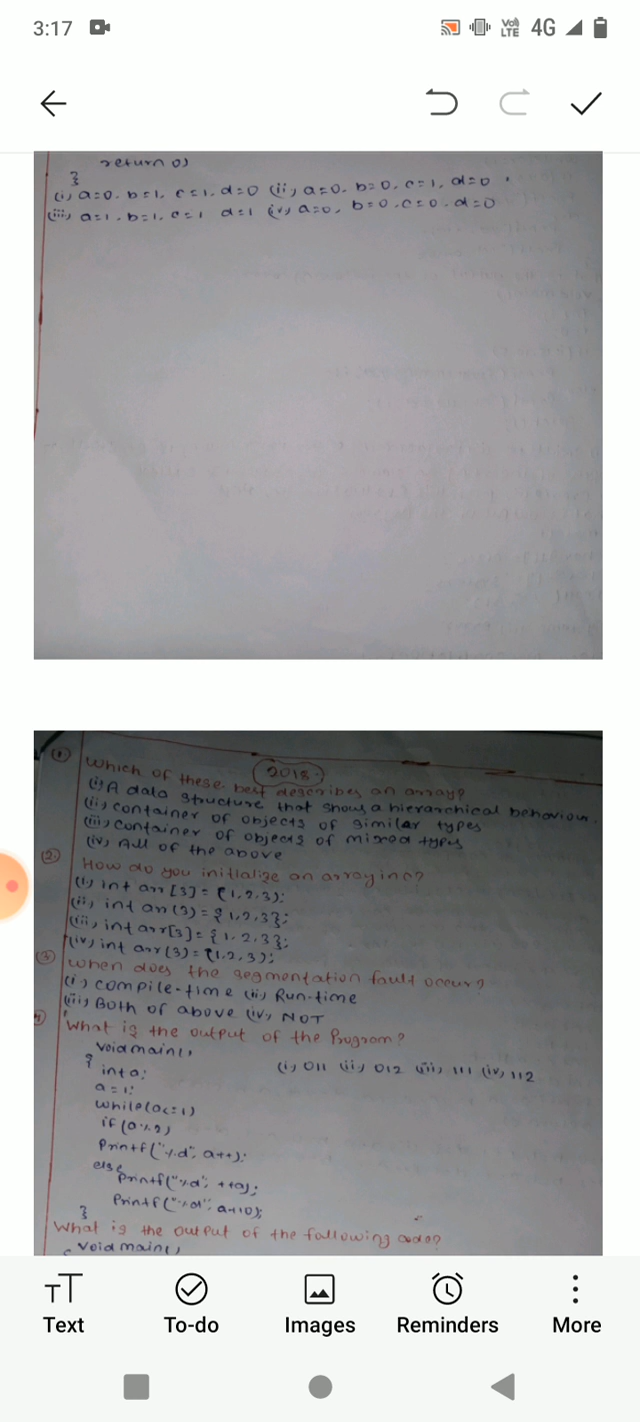 3:17
Vol) LTE 4G
return 0;
}
(i) a=0. b=1, c=1, d=0 (ii) a=0. b=0. c=1, d=0
(iii) a=1. b=1, c=1 d=1 (iv) a=0, b=0.c=0.d=0
2018.
① Which of these best describes an array?
(i) A data structure that shows a hierarchical behaviour.
(ii) container of objects of similar types
(iii) container of objects of mixed types
(iv) All of the above
② How do you initialize an array in c?
(i) int arr [3] = (1,2,3);
(ii) int arr (3) = {1,2,3};
(iii) int arr[3] = {1,2,3};
(iv) int arr (3) = (1,2,3);
③ When does the segmentation fault occur?
(i) compile-time (ii) Run-time
(iii) Both of above (iv) NOT
4) What is the output of the Program?
void main()
(i) 011 (ii) 012 (iii) 111 (iv) 112
{ int a;
a=1;
while(a<=1)
if (a%2)
Printf("%d", a++);
else
Printf("%d", ++a);
Printf("%d", a+10);
}
What is the output of the following code?
void main()
Text
To-do
Images
Reminders
More